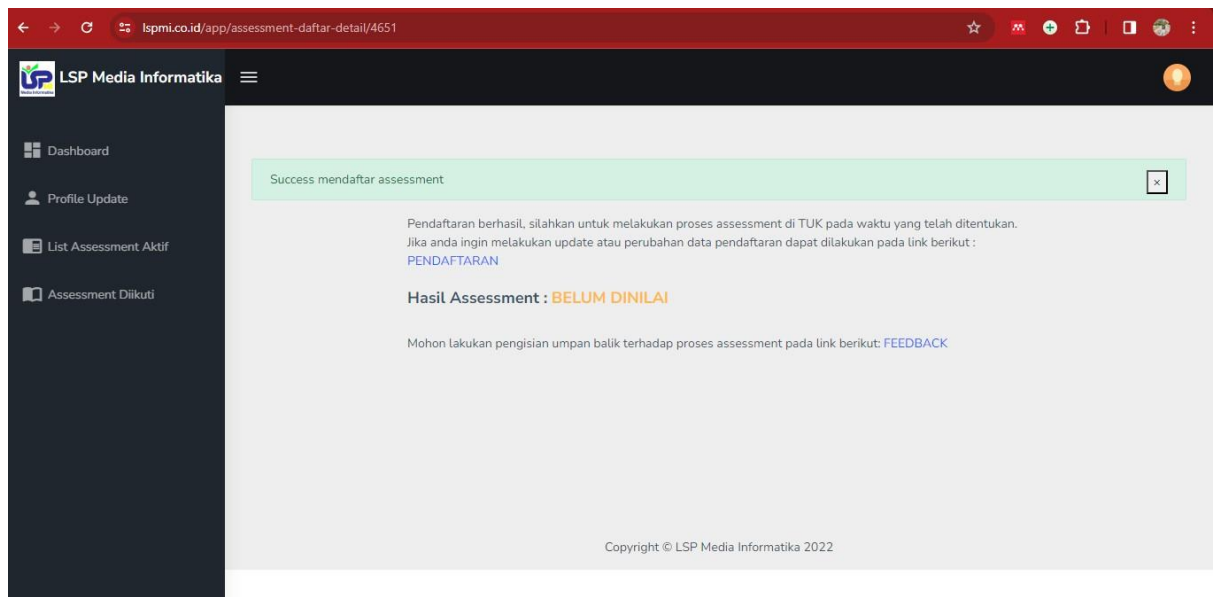 lspmi.co.id/app/assessment-daftar-detail/4651
LSP Media Informatika
Dashboard
Profile Update
List Assessment Aktif
Assessment Diikuti
Success mendaftar assessment
×
Pendaftaran berhasil, silahkan untuk melakukan proses assessment di TUK pada waktu yang telah ditentukan.
Jika anda ingin melakukan update atau perubahan data pendaftaran dapat dilakukan pada link berikut :
PENDAFTARAN
Hasil Assessment : BELUM DINILAI
Mohon lakukan pengisian umpan balik terhadap proses assessment pada link berikut: FEEDBACK
Copyright © LSP Media Informatika 2022